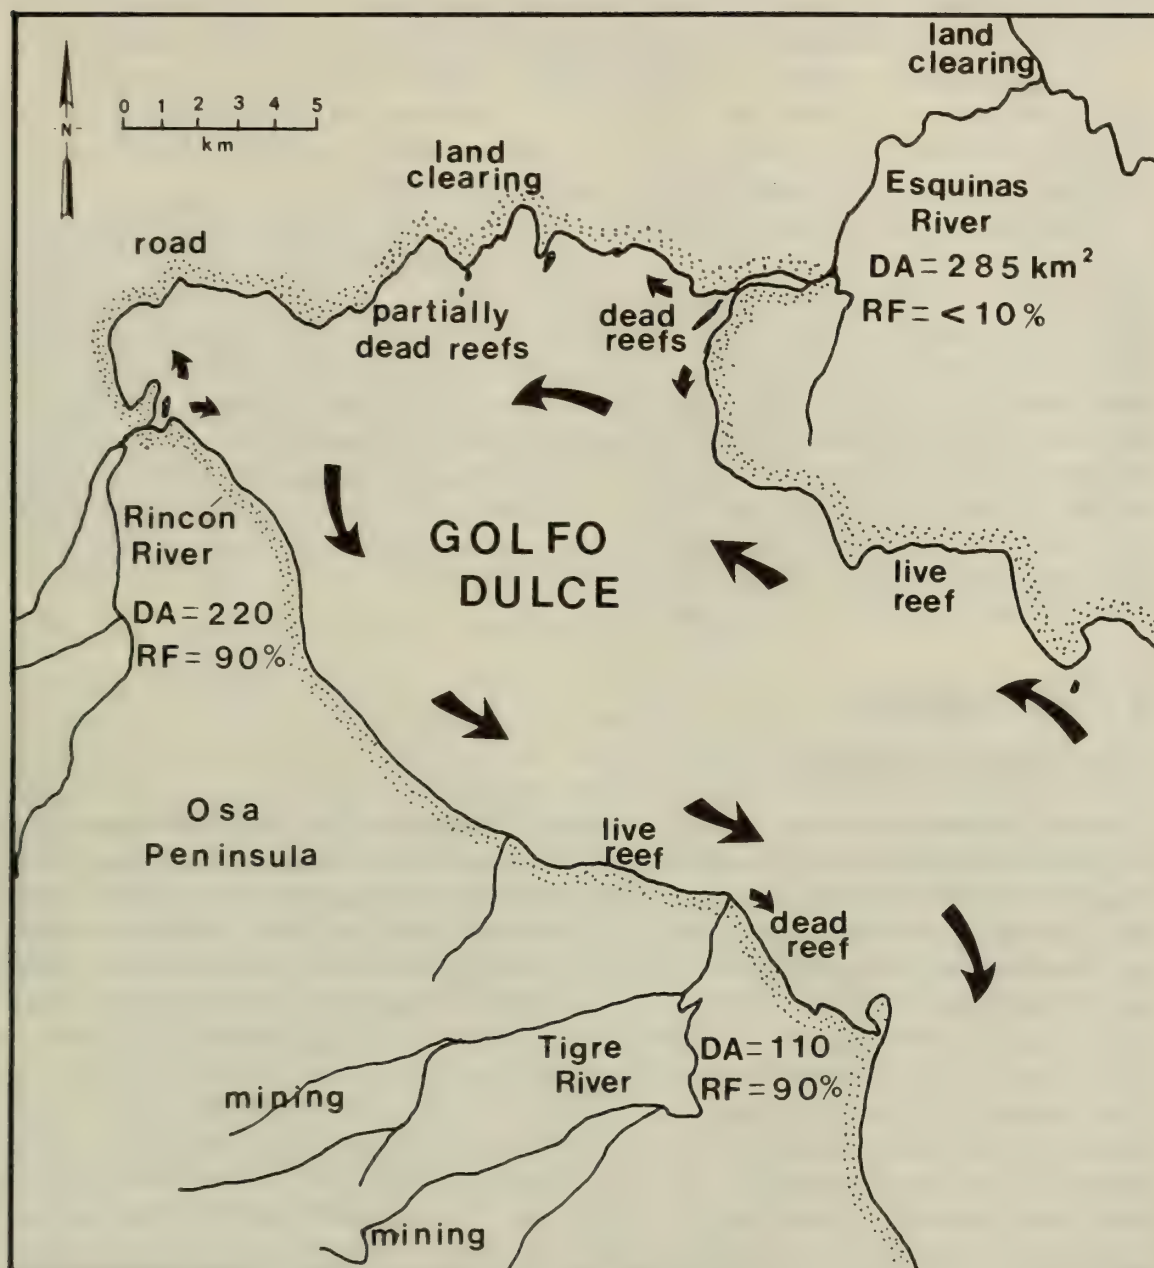 land
clearing
N
0 1 2 3 4 5
km
land
clearing
Esquinas
River
DA = 285 km²
RF = < 10 %
road
partially
dead reefs
dead
reefs
Rincón
River
DA = 220
RF = 90%
GOLFO
DULCE
live
reef
Osa
Peninsula
live
reef
dead
reef
Tigre
River
DA = 110
RF = 90%
mining
mining